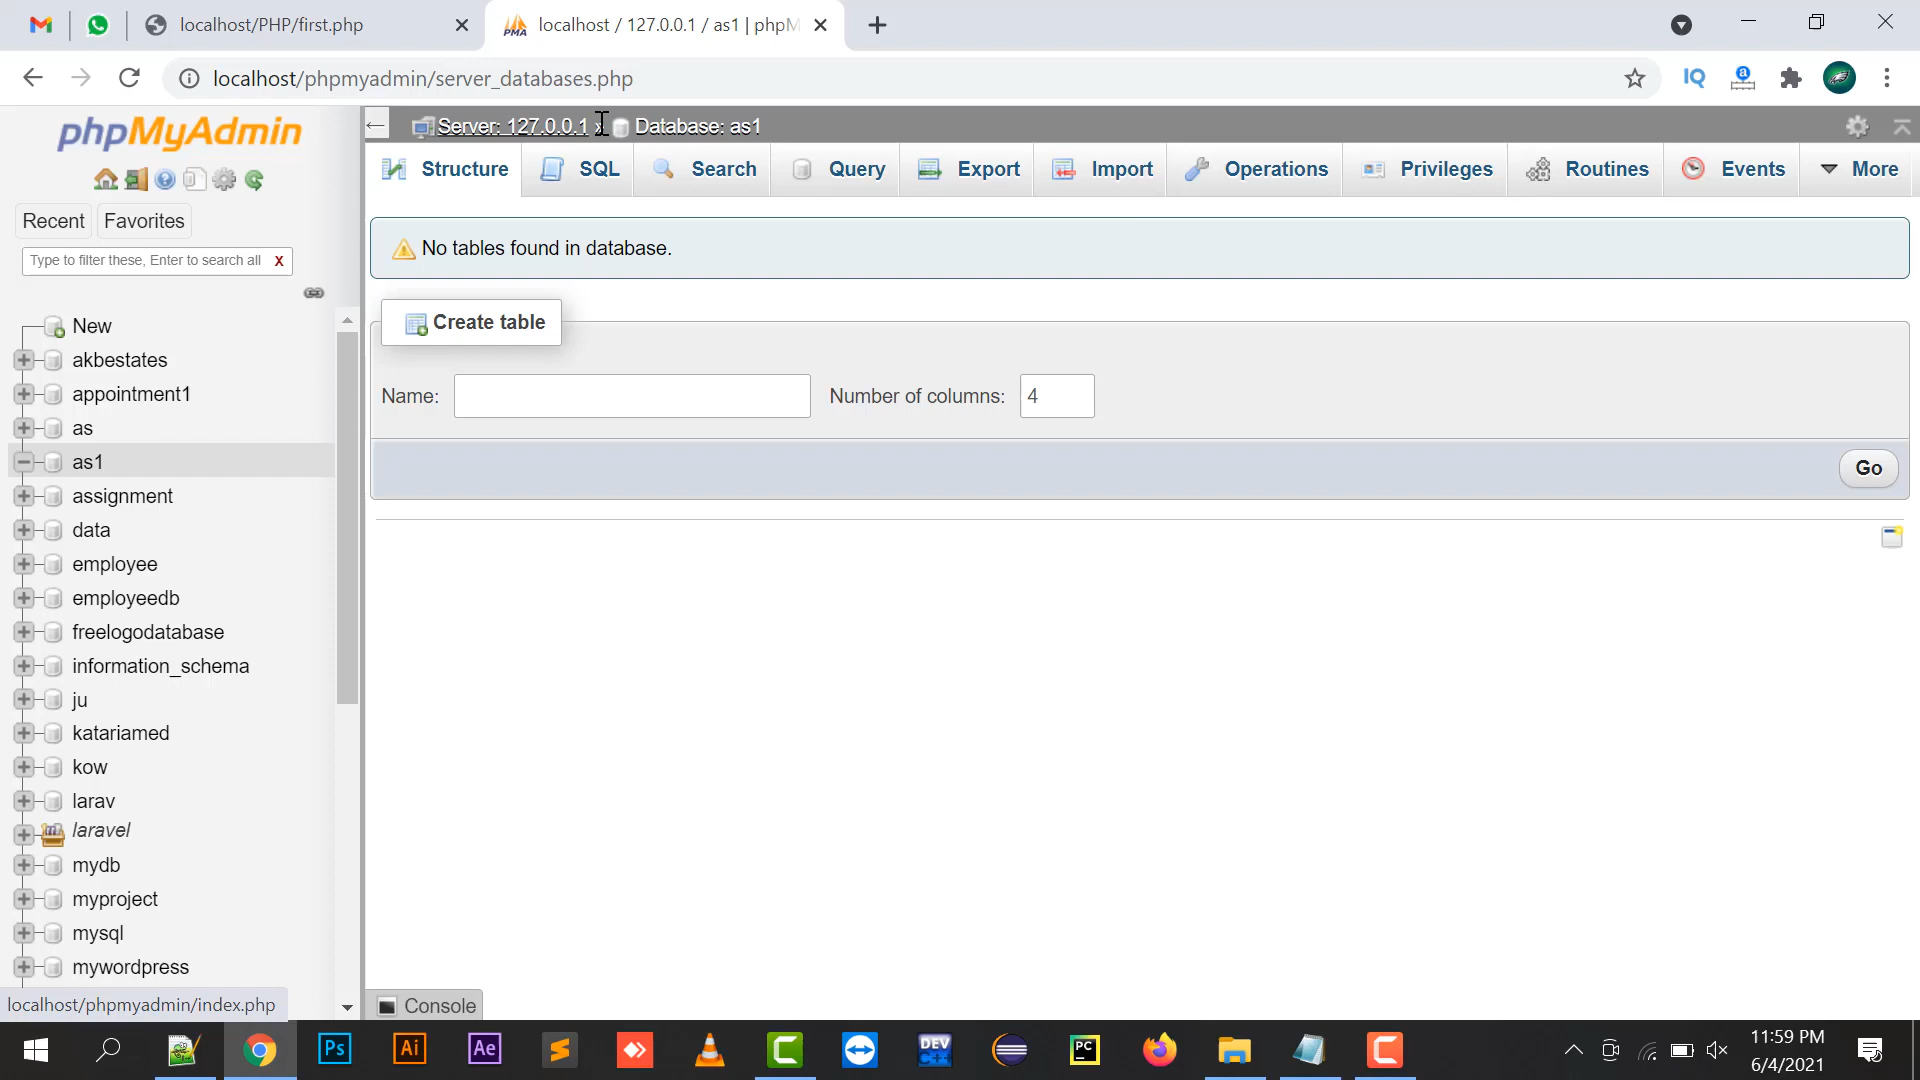 localhost/PHP/first.php
localhost / 127.0.0.1 / as1 | phpM
localhost/phpmyadmin/server_databases.php
IQ
a
phpMyAdmin
Server: 127.0.0.1 » Database: as1
Structure SQL Search Query Export Import Operations Privileges Routines Events More
Recent Favorites
Type to filter these, Enter to search all X
No tables found in database.
Create table
Name: Number of columns: 4
Go
New
akbestates
appointment1
as
as1
assignment
data
employee
employeedb
freelogodatabase
information_schema
ju
katariamed
kow
larav
laravel
mydb
myproject
mysql
mywordpress
localhost/phpmyadmin/index.php
Console
Ps Ai Ae DEV PC
11:59 PM
6/4/2021